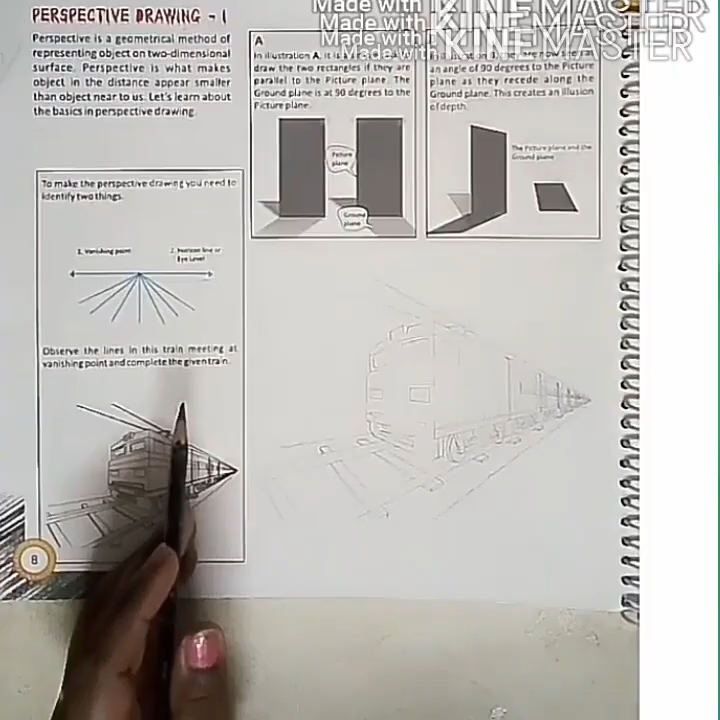 PERSPECTIVE DRAWING - 1
Perspective is a geometrical method of
representing object on two-dimensional
surface. Perspective is what makes
object in the distance appear smaller
than object near to us. Let's learn about
the basics in perspective drawing.
To make the perspective drawing you need to
identify two things.
1. Vanishing point
2. Horizon line or
Eye Level
Observe the lines in this train meeting at
vanishing point and complete the given train.
8
A
In illustration A, it is
draw the two rectangles if they are
parallel to the Picture plane. The
Ground plane is at 90 degrees to the
Picture plane.
Picture
plane
Ground
plane
an angle of 90 degrees to the Picture
plane as they recede along the
Ground plane. This creates an illusion
of depth.
The Picture plane and the
Ground plane
Made with KINEMASTER
Made with KINEMASTER
Made with KINEMASTER
Made with KINEMASTER